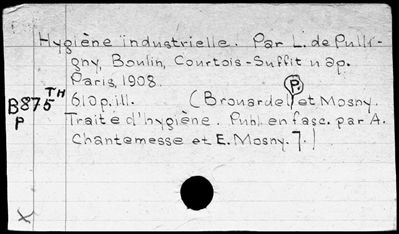 Hygiène industrielle. Par L. de Pulli-
gny, Boulin, Courtois-Suffit u ap.
Paris, 1908.
610 p. ill. (Brouardel, P. et Mosny.
Traité d'hygiène. Publ. en fasc. par A.
Chantemesse et E. Mosny. 7.)
TH
B875
P
x